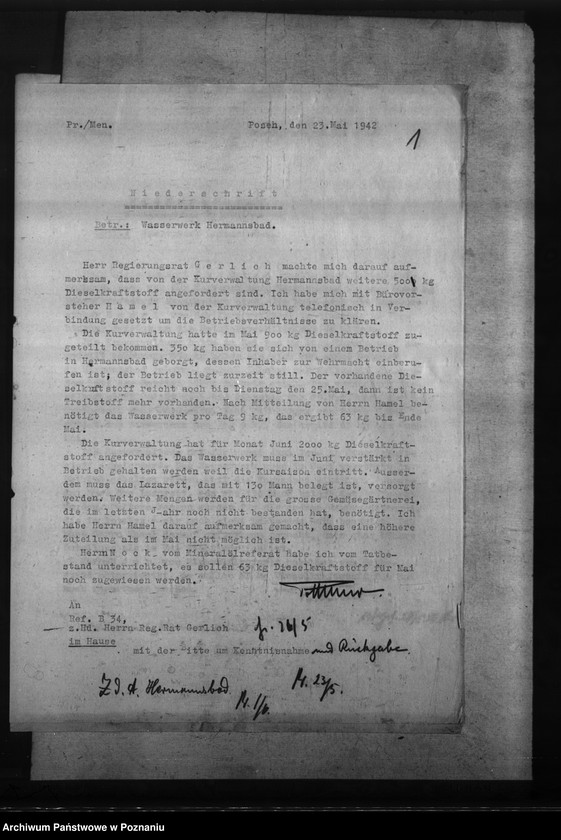 Pr./Men. Posen, den 23.Mai 1942
1
N i e d e r s c h r i f t
Betr.: Wasserwerk Hermannsbad.
Herr Regierungsrat G e r l i c h machte mich darauf auf-
merksam, dass von der Kurverwaltung Hermannsbad weitere 500 kg
Dieselkraftstoff angefordert sind. Ich habe mich mit Bürovor-
steher H a m e l von der Kurverwaltung telefonisch in Ver-
bindung gesetzt um die Betriebsverhältnisse zu klären.
Die Kurverwaltung hatte im Mai 900 kg Dieselkraftstoff zu-
geteilt bekommen. 350 kg haben sie sich von einem Betrieb
in Hermannsbad geborgt, dessen Inhaber zur Wehrmacht einberu-
fen ist; der Betrieb liegt zurzeit still. Der vorhandene Die-
selkraftstoff reicht noch bis Dienstag den 25.Mai, dann ist kein
Treibstoff mehr vorhanden. Nach Mitteilung von Herrn Hamel be-
nötigt das Wasserwerk pro Tag 9 kg, das ergibt 63 kg bis Ende
Mai.
Die Kurverwaltung hat für Monat Juni 2000 kg Dieselkraft-
stoff angefordert. Das Wasserwerk muss im Juni verstärkt in
Betrieb gehalten werden weil die Kursaison eintritt. Ausser-
dem muss das Lazarett, das mit 130 Mann belegt ist, versorgt
werden. Weitere Mengen werden für die grosse Gemüsegärtnerei,
die im letzten J-ahr noch nicht bestanden hat, benötigt. Ich
habe Herrn Hamel darauf aufmerksam gemacht, dass eine höhere
Zuteilung als im Mai nicht möglich ist.
Herrn N o c k vom Mineralölreferat habe ich vom Tatbe-
stand unterrichtet, es sollen 63 kg Dieselkraftstoff für Mai
noch zugewiesen werden.
An
Ref. B 34,
z.Hd. Herrn Reg.Rat Gerlich
im Hause
26/5
mit der Bitte um Kenntnisnahme und Rückgabe.
Z. d. A. Hermannsbad
23/5.
1/6
Archiwum Państwowe w Poznaniu